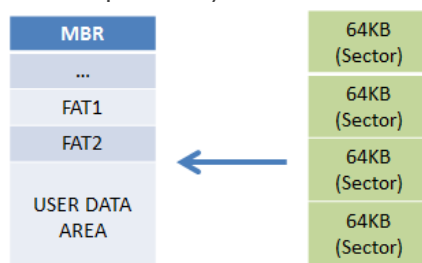 MBR
...
FAT1
FAT2
USER DATA
AREA
64KB
(Sector)
64KB
(Sector)
64KB
(Sector)
64KB
(Sector)